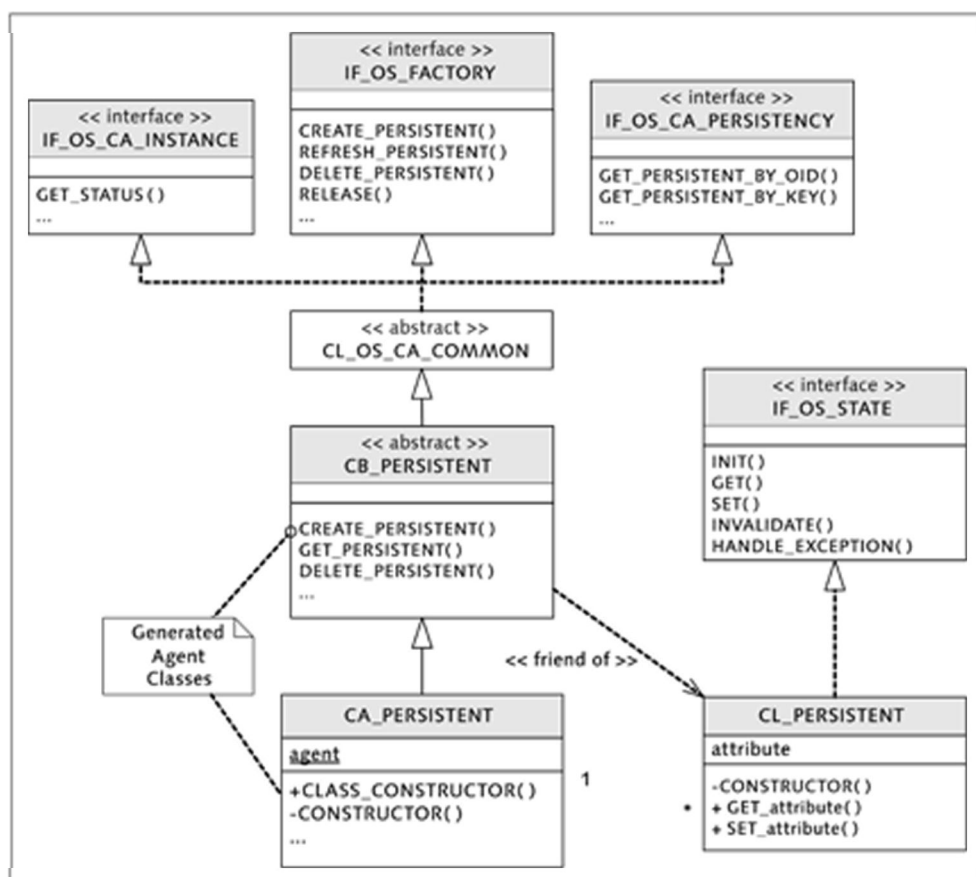 << interface >>
IF_OS_FACTORY
CREATE_PERSISTENT()
REFRESH_PERSISTENT()
DELETE_PERSISTENT()
RELEASE()
...
<< interface >>
IF_OS_CA_INSTANCE
GET_STATUS()
...
<< interface >>
IF_OS_CA_PERSISTENCY
GET_PERSISTENT_BY_OID()
GET_PERSISTENT_BY_KEY()
...
<< abstract >>
CL_OS_CA_COMMON
<< abstract >>
CB_PERSISTENT
CREATE_PERSISTENT()
GET_PERSISTENT()
DELETE_PERSISTENT()
...
<< interface >>
IF_OS_STATE
INIT()
GET()
SET()
INVALIDATE()
HANDLE_EXCEPTION()
Generated
Agent
Classes
<< friend of >>
CA_PERSISTENT
agent
+CLASS_CONSTRUCTOR()
-CONSTRUCTOR()
...
1
*
CL_PERSISTENT
attribute
-CONSTRUCTOR()
+ GET_attribute()
+ SET_attribute()